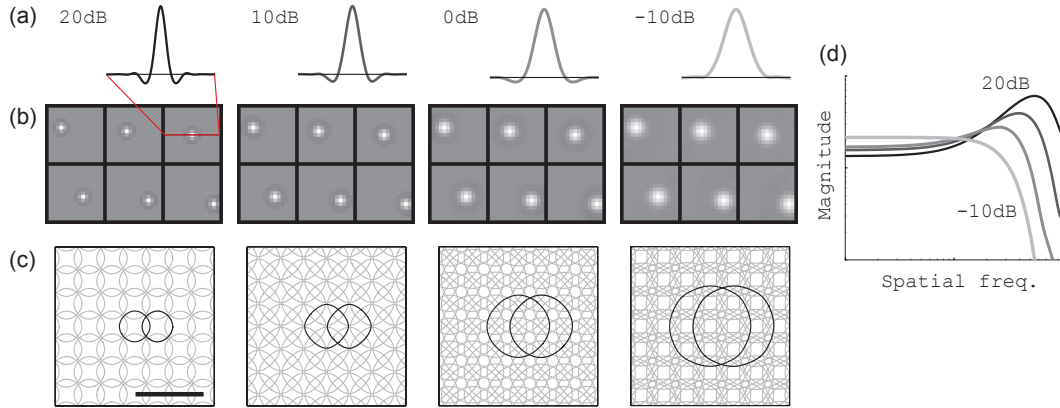 (a) 20dB 10dB 0dB -10dB
(d)
20dB
(b)
Magnitude
-10dB
(c)
Spatial freq.